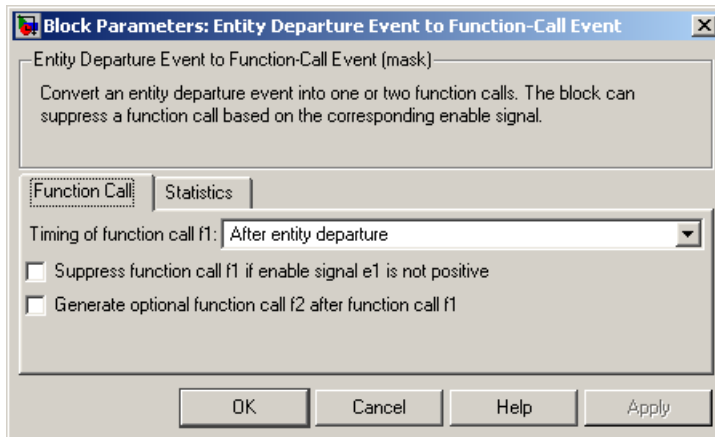 Block Parameters: Entity Departure Event to Function-Call Event
Entity Departure Event to Function-Call Event (mask)
Convert an entity departure event into one or two function calls. The block can
suppress a function call based on the corresponding enable signal.
Function Call Statistics
Timing of function call f1: After entity departure
Suppress function call f1 if enable signal e1 is not positive
Generate optional function call f2 after function call f1
OK Cancel Help Apply